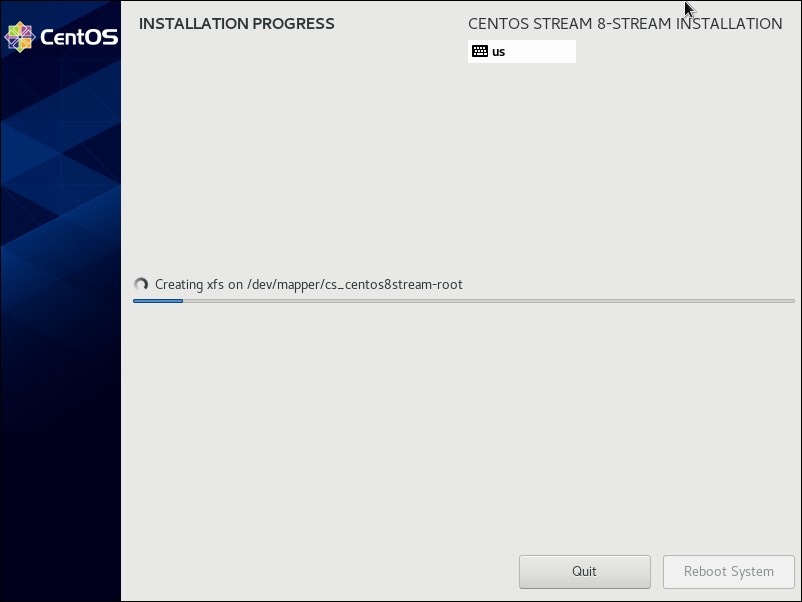 CentOS
INSTALLATION PROGRESS
CENTOS STREAM 8-STREAM INSTALLATION
us
Creating xfs on /dev/mapper/cs_centos8stream-root
Quit
Reboot System